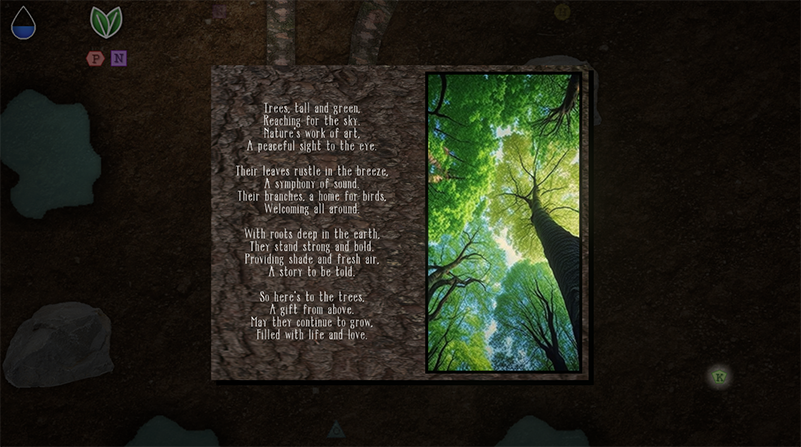 P N
Trees, tall and green,
Reaching for the sky.
Nature's work of art,
A peaceful sight to the eye.
Their leaves rustle in the breeze,
A symphony of sound.
Their branches, a home for birds,
Welcoming all around.
With roots deep in the earth,
They stand strong and bold.
Providing shade and fresh air,
A story to be told.
So here's to the trees,
A gift from above.
May they continue to grow,
Filled with life and love.
K